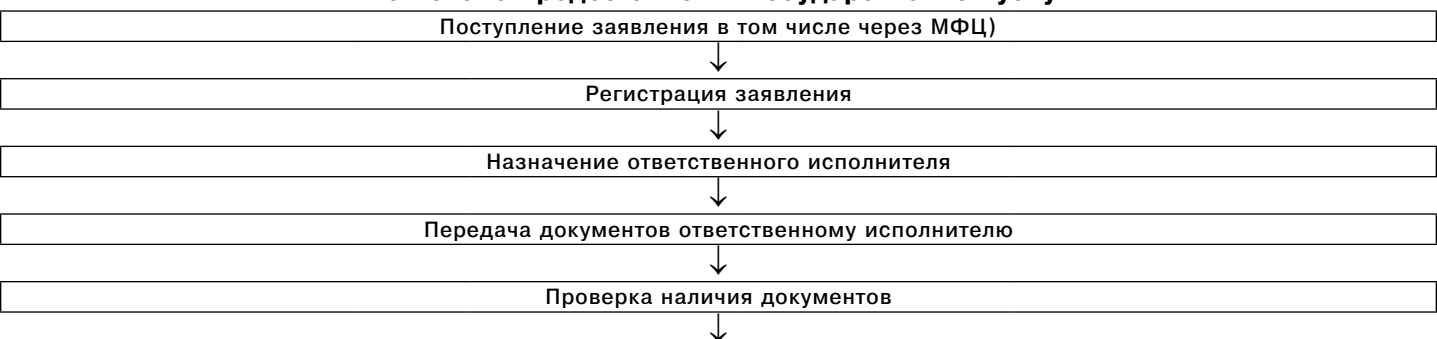 Поступление заявления в том числе через МФЦ)
Регистрация заявления
Назначение ответственного исполнителя
Передача документов ответственному исполнителю
Проверка наличия документов